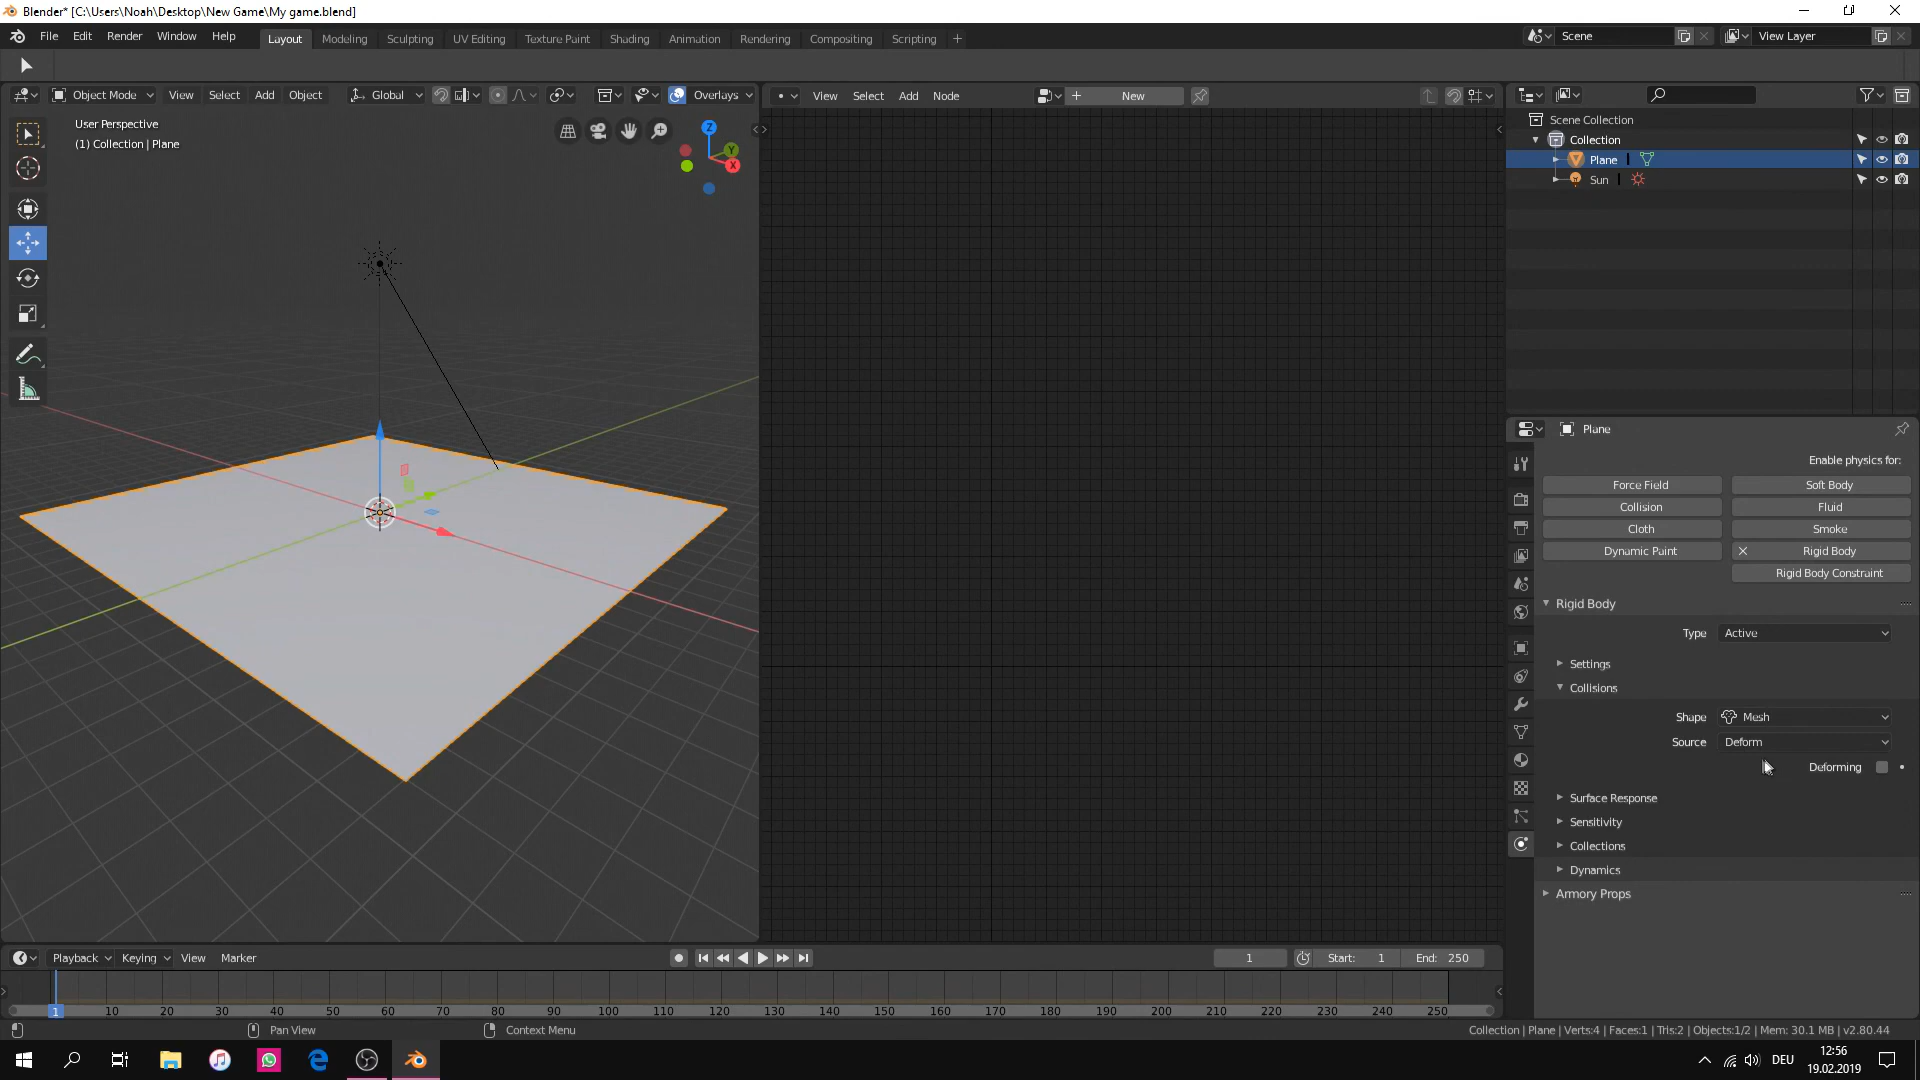 Blender* [C:\Users\Noah\Desktop\New Game\My game.blend]
File Edit Render Window Help Layout Modeling Sculpting UV Editing Texture Paint Shading Animation Rendering Compositing Scripting + Scene View Layer
Object Mode View Select Add Object Global Overlays
View Select Add Node New
User Perspective
(1) Collection | Plane
Z
Y
X
Scene Collection
Collection
Plane
Sun
Plane
Enable physics for:
Force Field Soft Body
Collision Fluid
Cloth Smoke
Dynamic Paint Rigid Body
Rigid Body Constraint
Rigid Body
Type Active
Settings
Collisions
Shape Mesh
Source Deform
Deforming
Surface Response
Sensitivity
Collections
Dynamics
Armory Props
Playback Keying View Marker 1 Start: 1 End: 250
1 10 20 30 40 50 60 70 80 90 100 110 120 130 140 150 160 170 180 190 200 210 220 230 240 250
Pan View Context Menu Collection | Plane | Verts:4 | Faces:1 | Tris:2 | Objects:1/2 | Mem: 30.1 MB | v2.80.44
DEU
12:56
19.02.2019